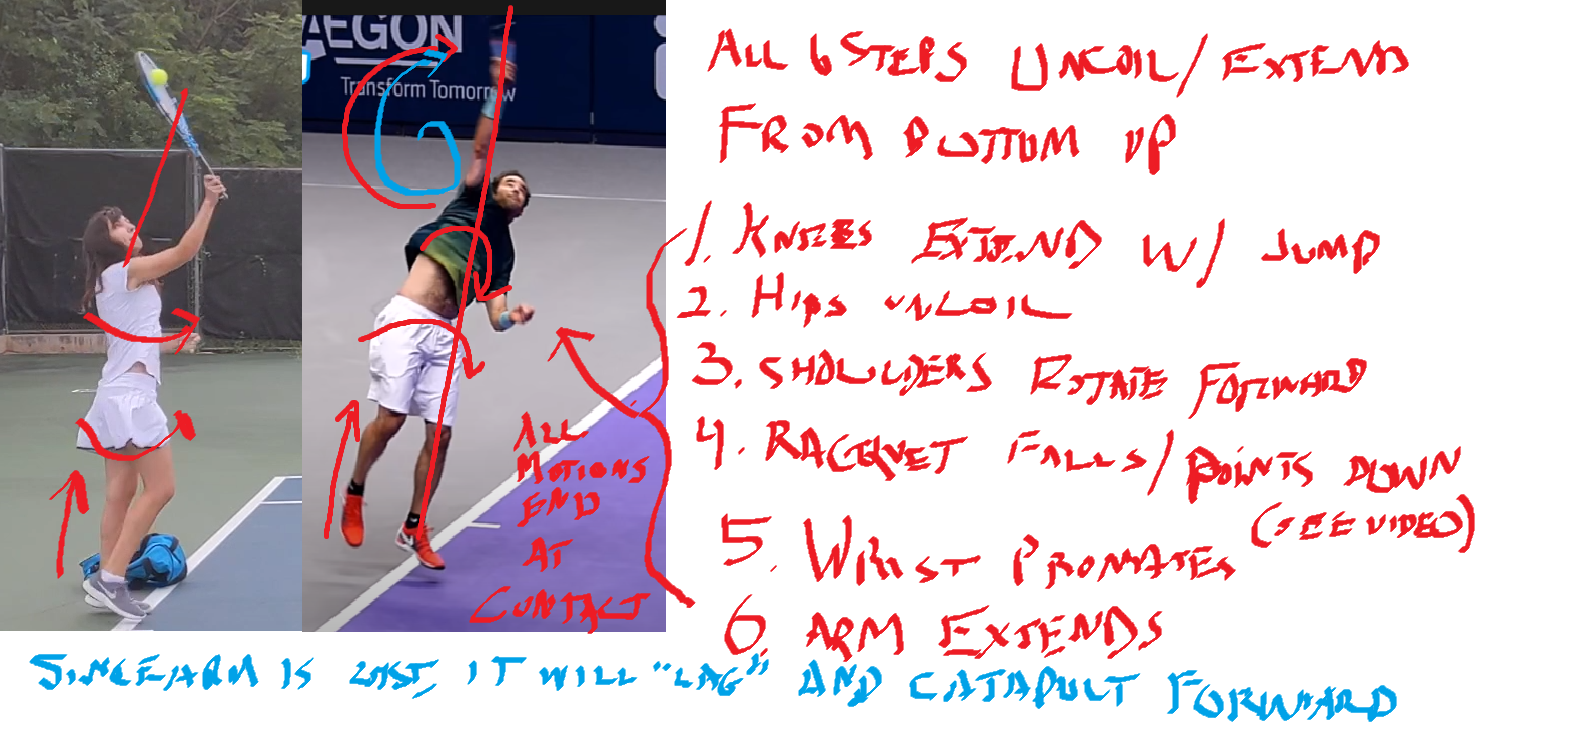 AEGON
Transform Tomorrow
ALL 6 STEPS UNCOIL/EXTEND
FROM BOTTOM UP
1. KNEES EXTEND W/ JUMP
2. HIPS UNCOIL
3. SHOULDERS ROTATE FORWARD
4. RACQUET FALLS/POINTS DOWN
(SEE VIDEO)
5. WRIST PRONATES
6. ARM EXTENDS
ALL
MOTIONS
END
AT
CONTACT
SINCE ARM IS LAST, IT WILL "LAG" AND CATAPULT FORWARD